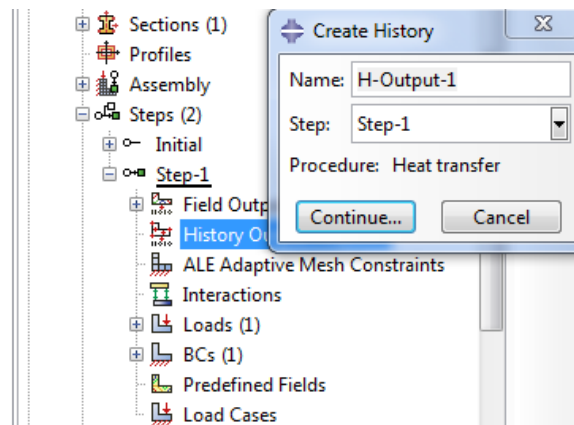 Sections (1)
Profiles
Assembly
Steps (2)
Initial
Step-1
Field Outp
History Ou
ALE Adaptive Mesh Constraints
Interactions
Loads (1)
BCs (1)
Predefined Fields
Load Cases
Create History
Name: H-Output-1
Step: Step-1
Procedure: Heat transfer
Continue... Cancel